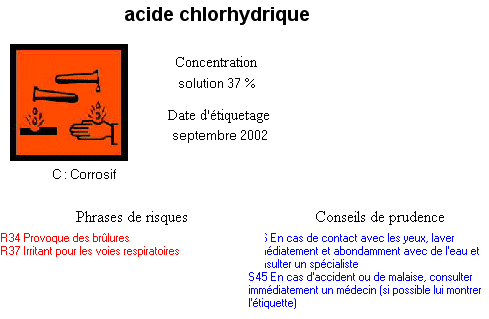 acide chlorhydrique
Concentration
solution 37 %
Date d'étiquetage
septembre 2002
C : Corrosif
Phrases de risques
R34 Provoque des brûlures
R37 Irritant pour les voies respiratoires
Conseils de prudence
En cas de contact avec les yeux, laver
médiatement et abondamment avec de l'eau et
nsulter un spécialiste
S45 En cas d'accident ou de malaise, consulter
immédiatement un médecin (si possible lui montrer
l'étiquette)